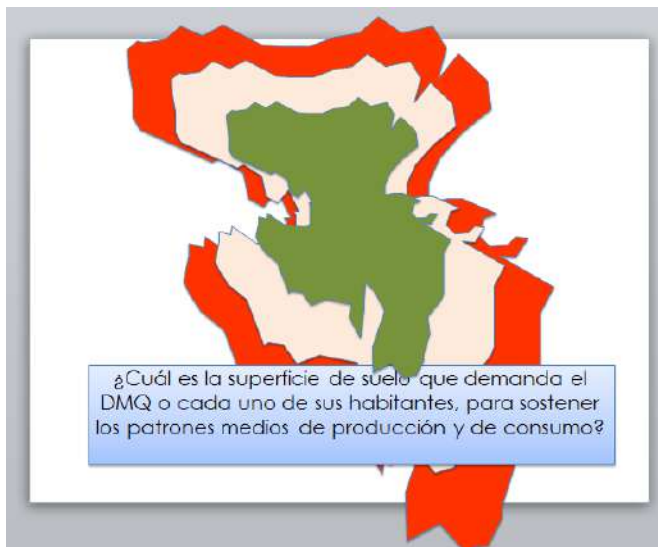 ¿Cuál es la superficie de suelo que demanda el
DMQ o cada uno de sus habitantes, para sostener
los patrones medios de producción y de consumo?